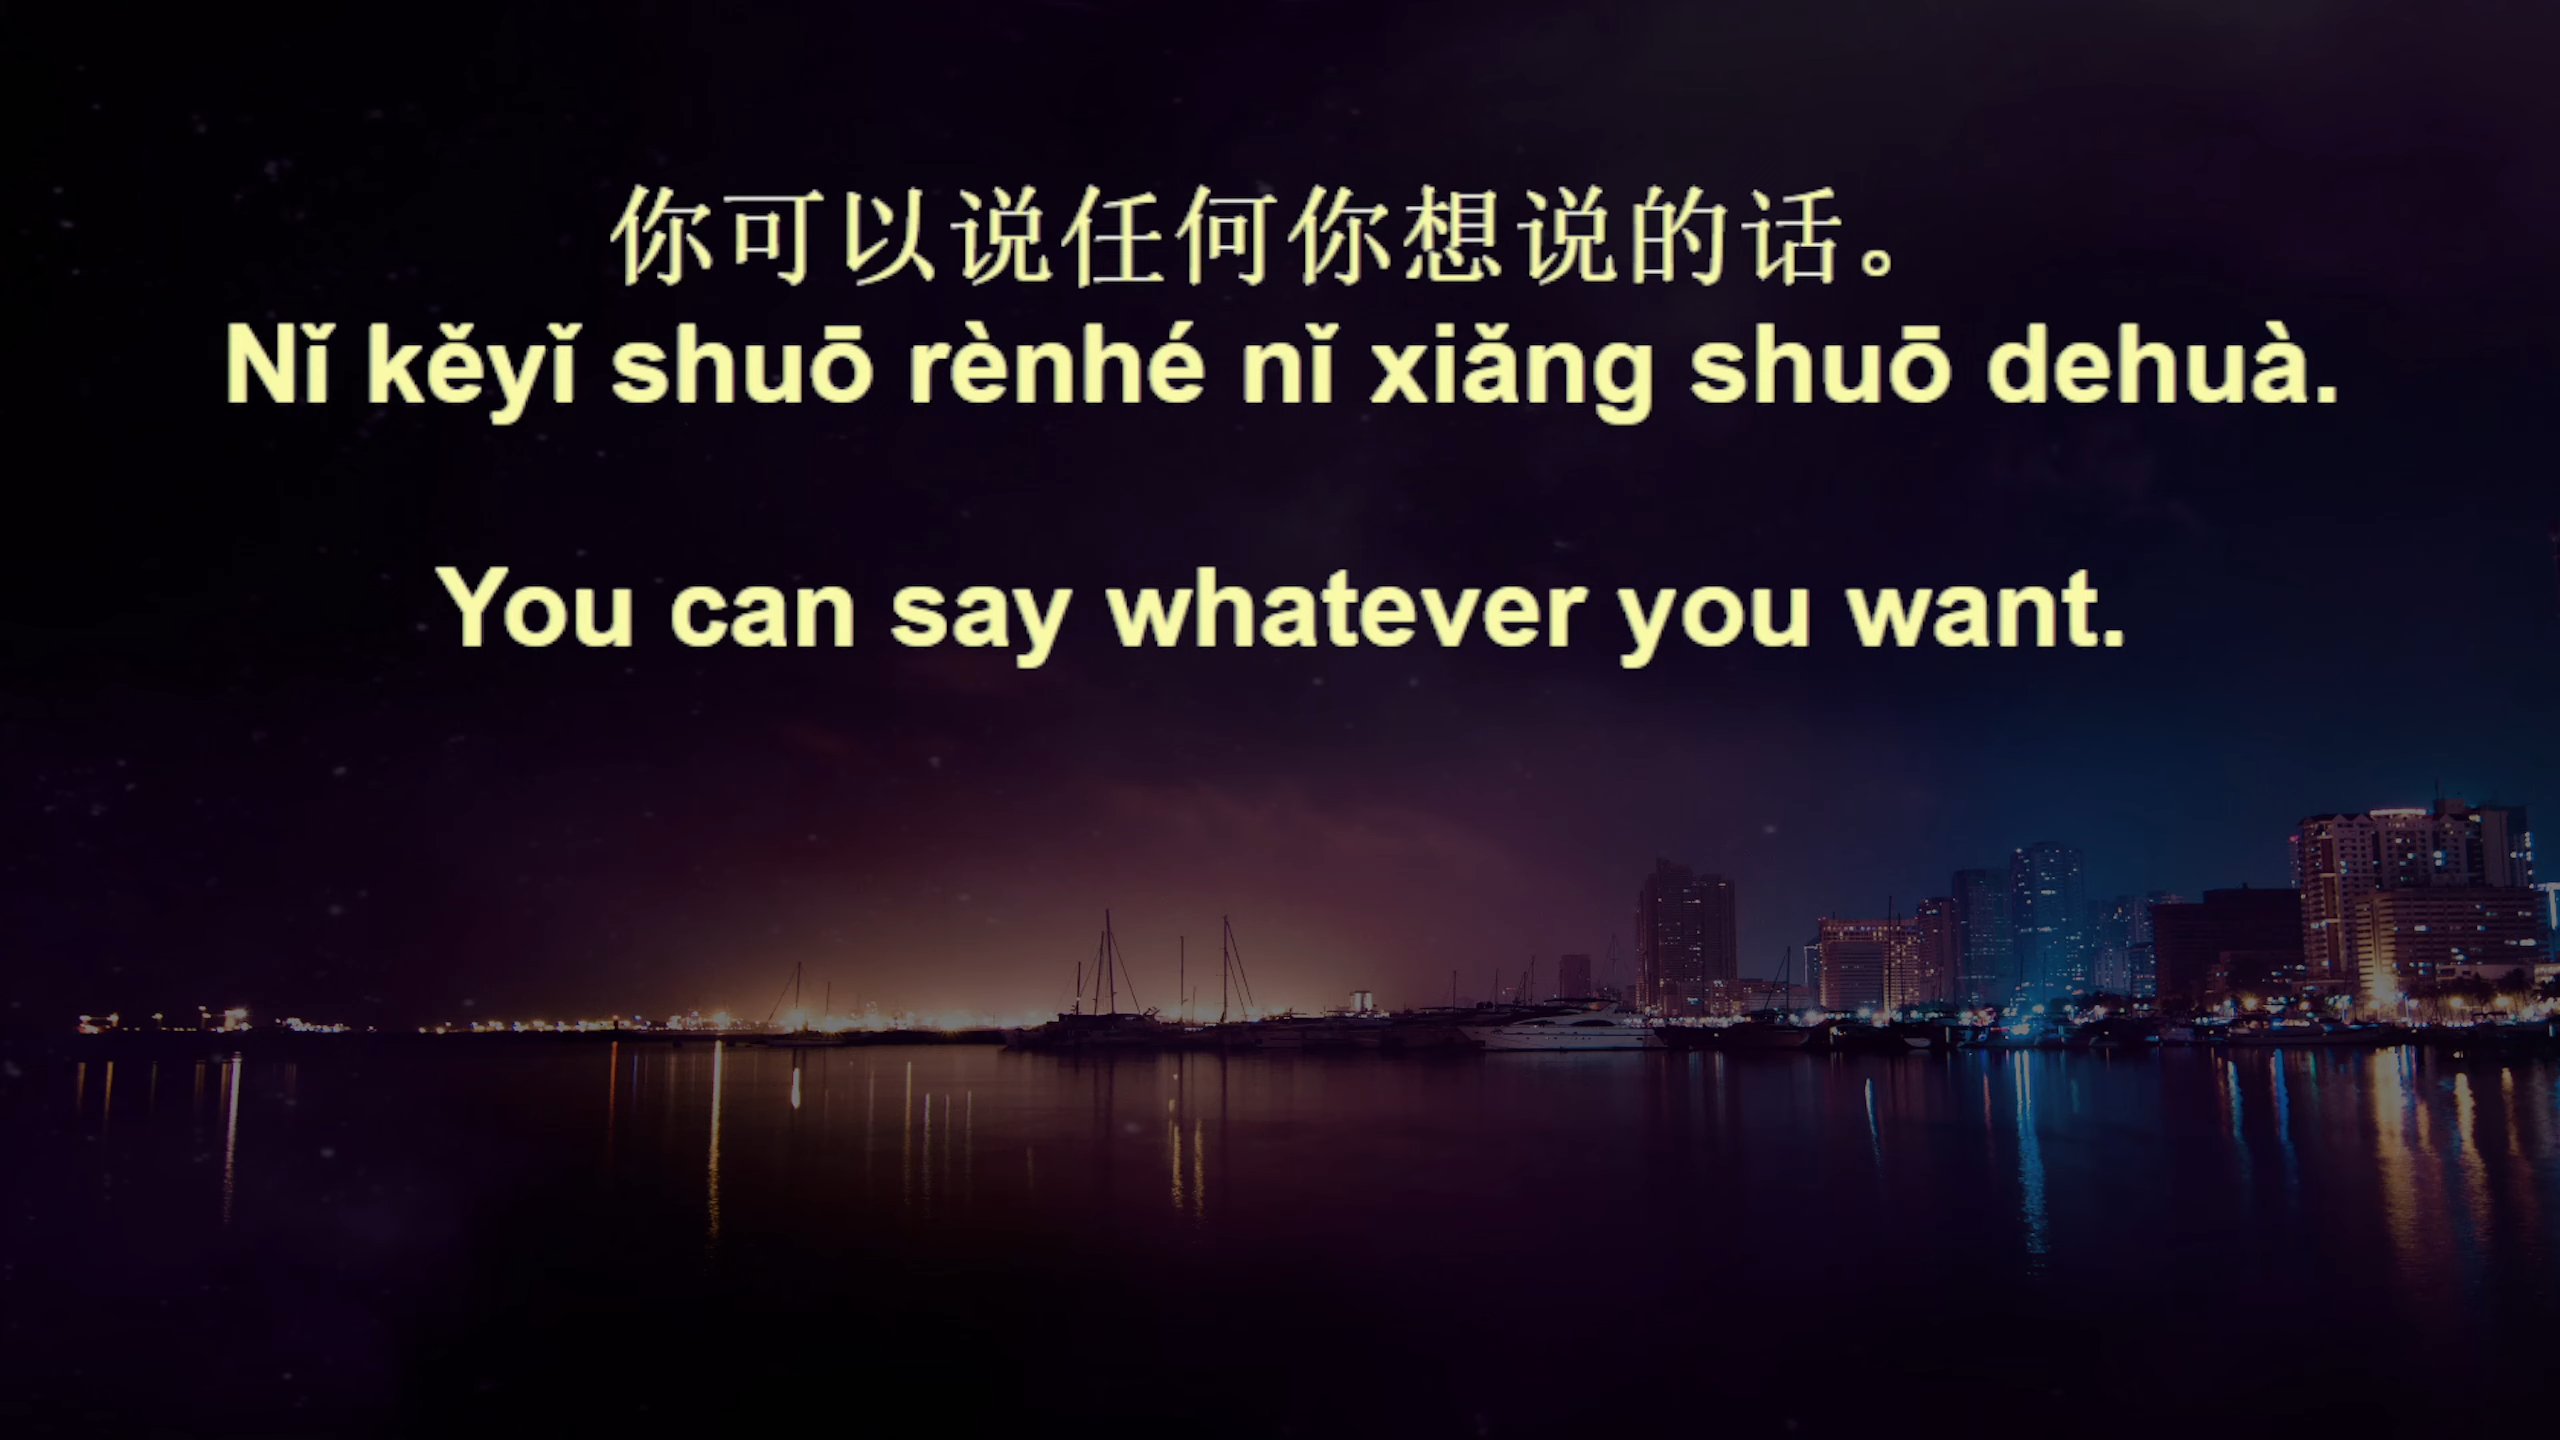 你可以说任何你想说的话。
Nǐ kěyǐ shuō rènhé nǐ xiǎng shuō dehuà.
You can say whatever you want.